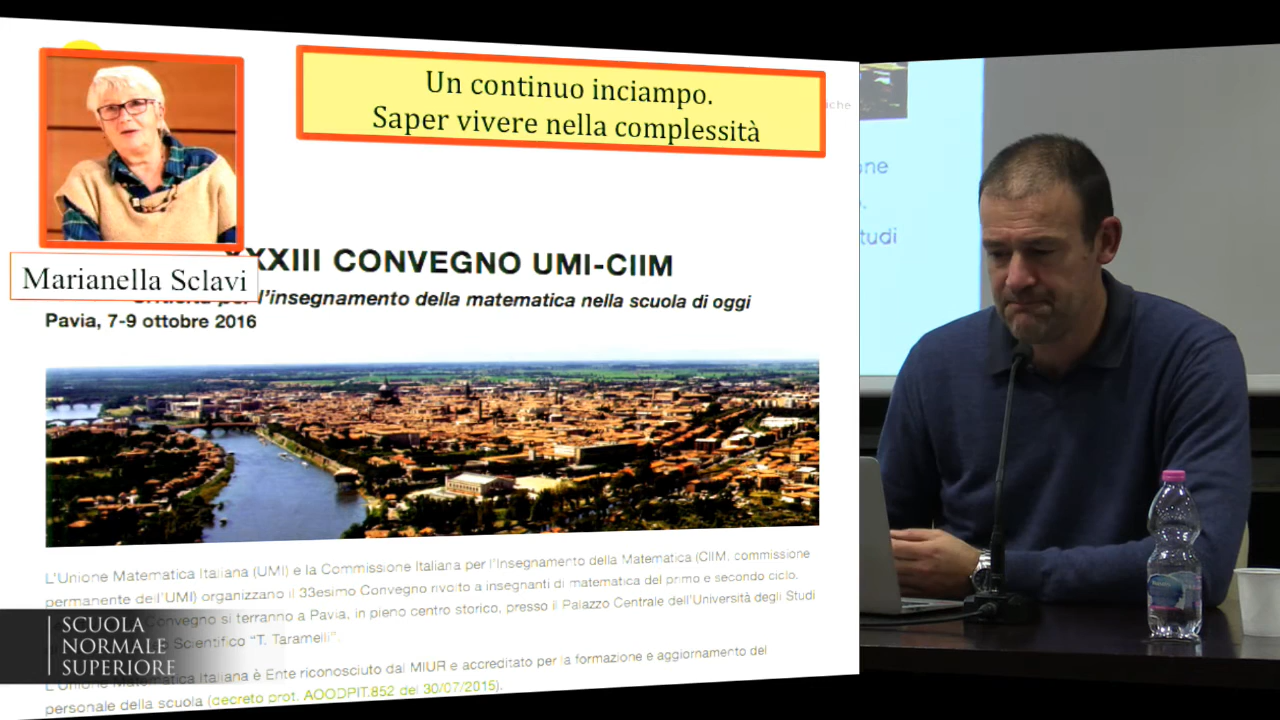 Un continuo inciampo.
Saper vivere nella complessità
Marianella Sclavi
XXXIII CONVEGNO UMI-CIIM
per l'insegnamento della matematica nella scuola di oggi
Pavia, 7-9 ottobre 2016
L'Unione Matematica Italiana (UMI) e la Commissione Italiana per l'Insegnamento della Matematica (CIIM, commissione
permanente dell'UMI) organizzano il 33esimo Convegno rivolto a insegnanti di matematica del primo e secondo ciclo.
Convegno si terranno a Pavia, in pieno centro storico, presso il Palazzo Centrale dell'Università degli Studi
Scientifico "T. Taramelli".
L'Unione Matematica Italiana è Ente riconosciuto dal MIUR e accreditato per la formazione e aggiornamento del
personale della scuola (decreto prot. AOODPIT.852 del 30/07/2015).
SCUOLA
NORMALE
SUPERIORE
one
tudi